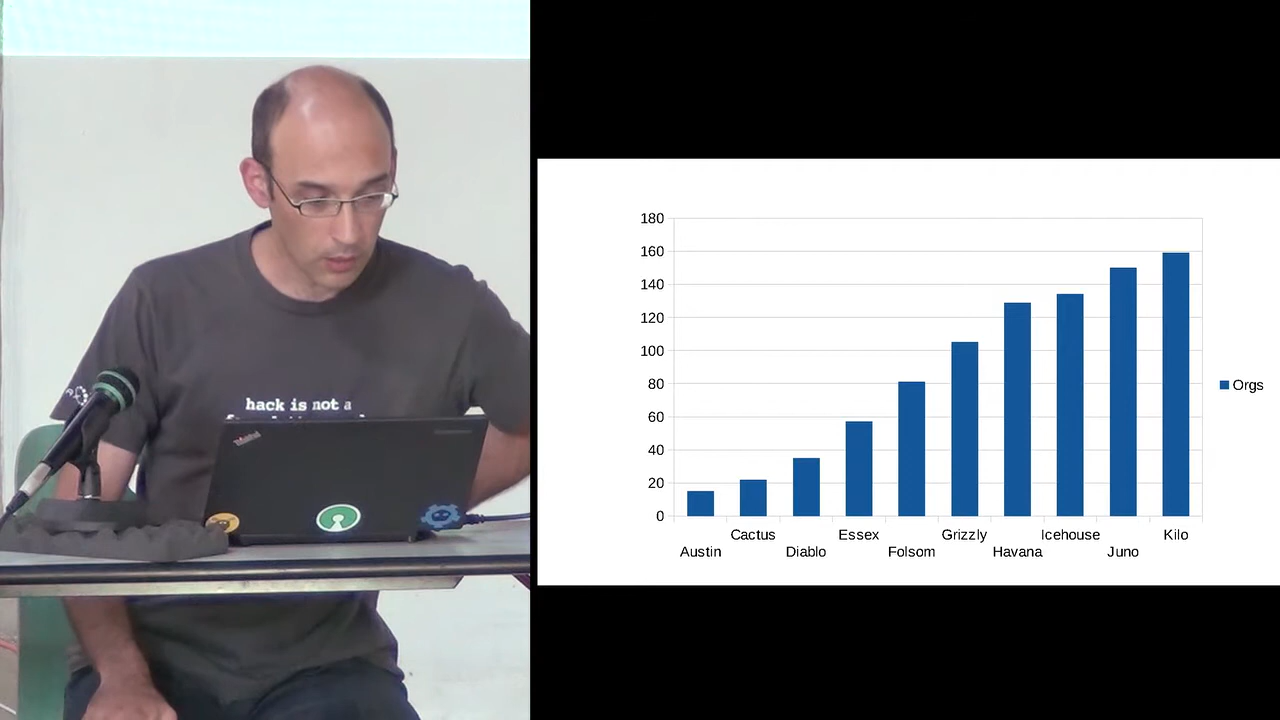 hack is not a
ThinkPad
180
160
140
120
100
80
60
40
20
0
Austin
Cactus
Diablo
Essex
Folsom
Grizzly
Havana
Icehouse
Juno
Kilo
Orgs